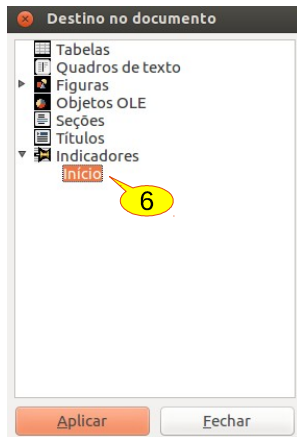 Destino no documento
Tabelas
Quadros de texto
Figuras
Objetos OLE
Seções
Títulos
Indicadores
Início
6
Aplicar
Fechar